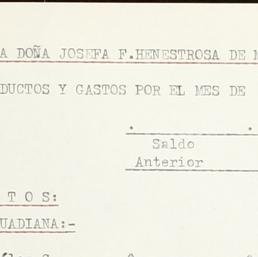 A DOÑA JOSEFA F.HENESTROSA DE
DUCTOS Y GASTOS POR EL MES DE
Saldo
Anterior
T O S:
UADIANA:-